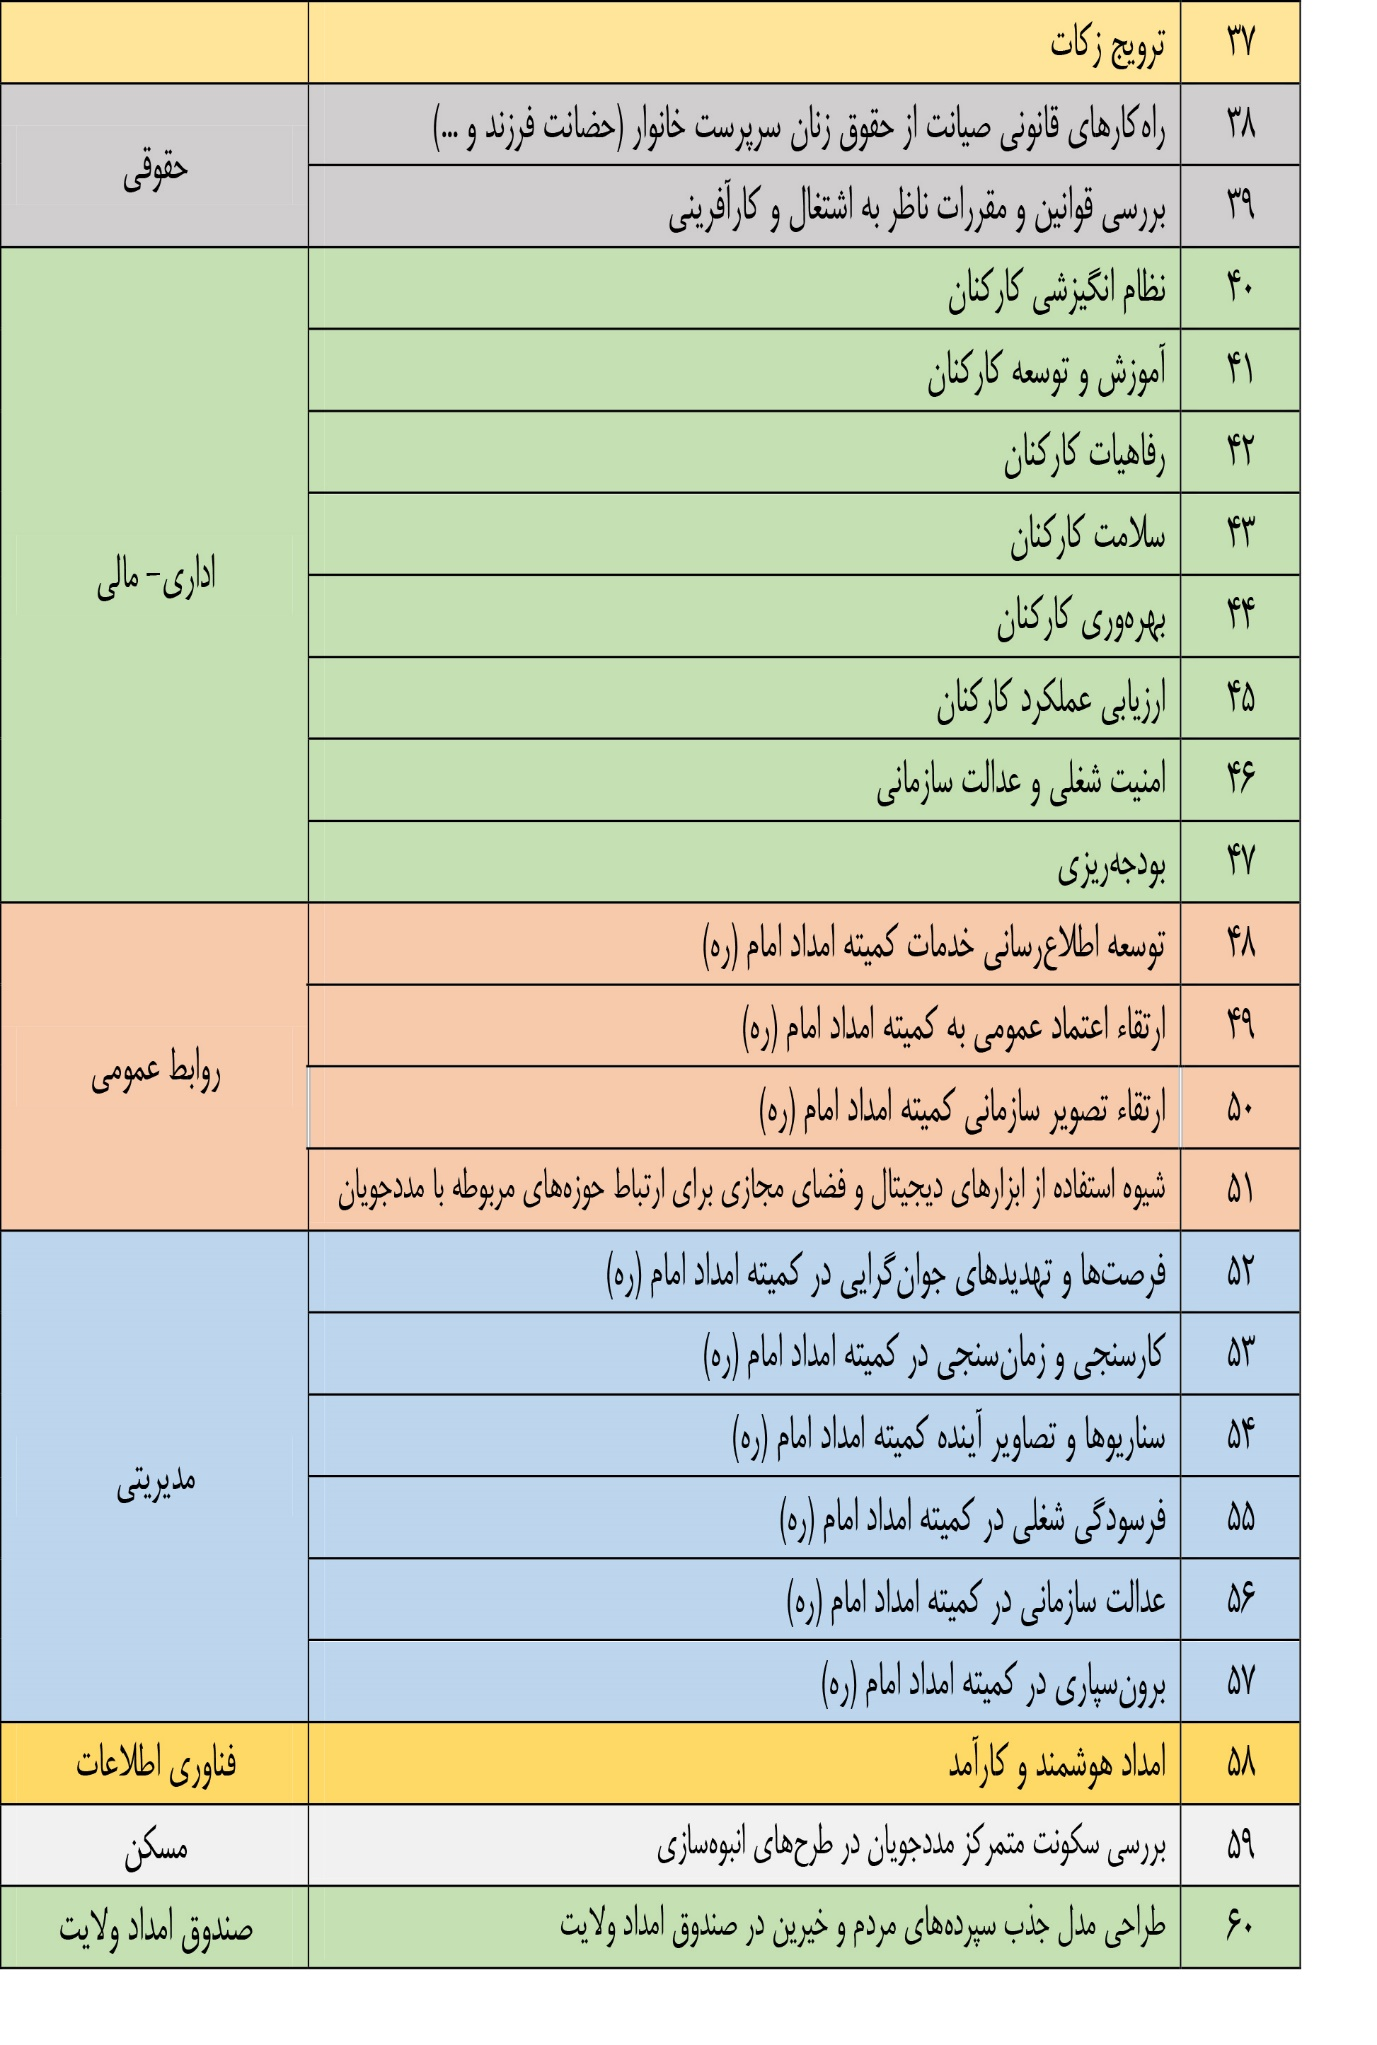 ۳۷ ترویج زکات
۳۸ راه‌کارهای قانونی صیانت از حقوق زنان سرپرست خانوار (حضانت فرزند و ...)
حقوقی
۳۹ بررسی قوانین و مقررات ناظر به اشتغال و کارآفرینی
۴۰ نظام انگیزشی کارکنان
۴۱ آموزش و توسعه کارکنان
۴۲ رفاهیات کارکنان
۴۳ سلامت کارکنان
اداری- مالی
۴۴ بهره‌وری کارکنان
۴۵ ارزیابی عملکرد کارکنان
۴۶ امنیت شغلی و عدالت سازمانی
۴۷ بودجه‌ریزی
۴۸ توسعه اطلاع‌رسانی خدمات کمیته امداد امام (ره)
۴۹ ارتقاء اعتماد عمومی به کمیته امداد امام (ره)
روابط عمومی
۵۰ ارتقاء تصویر سازمانی کمیته امداد امام (ره)
۵۱ شیوه استفاده از ابزارهای دیجیتال و فضای مجازی برای ارتباط حوزه‌های مربوطه با مددجویان
۵۲ فرصت‌ها و تهدیدهای جوان‌گرایی در کمیته امداد امام (ره)
۵۳ کارسنجی و زمان‌سنجی در کمیته امداد امام (ره)
۵۴ سناریوها و تصاویر آینده کمیته امداد امام (ره)
مدیریتی
۵۵ فرسودگی شغلی در کمیته امداد امام (ره)
۵۶ عدالت سازمانی در کمیته امداد امام (ره)
۵۷ برون‌سپاری در کمیته امداد امام (ره)
۵۸ امداد هوشمند و کارآمد فناوری اطلاعات
۵۹ بررسی سکونت متمرکز مددجویان در طرح‌های انبوه‌سازی مسکن
۶۰ طراحی مدل جذب سپرده‌های مردم و خیرین در صندوق امداد ولایت صندوق امداد ولایت